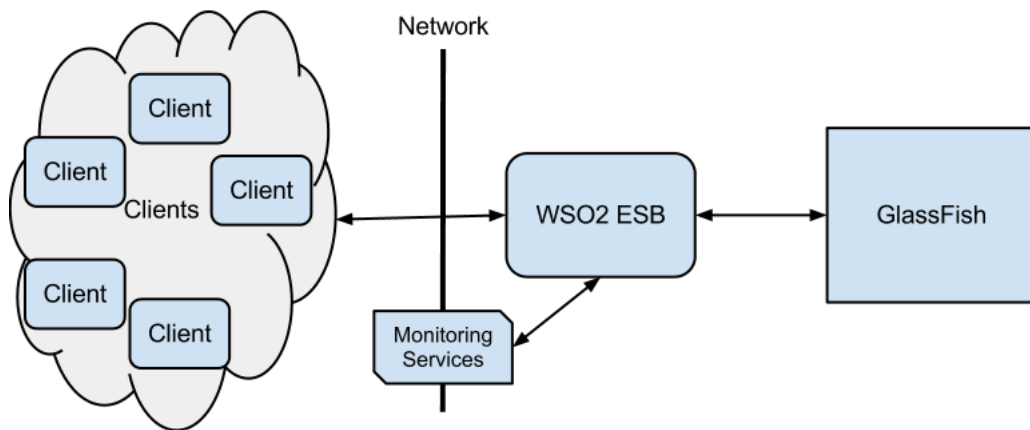 Network
Client
Client
Client
Clients
Client
Client
WSO2 ESB
GlassFish
Monitoring
Services